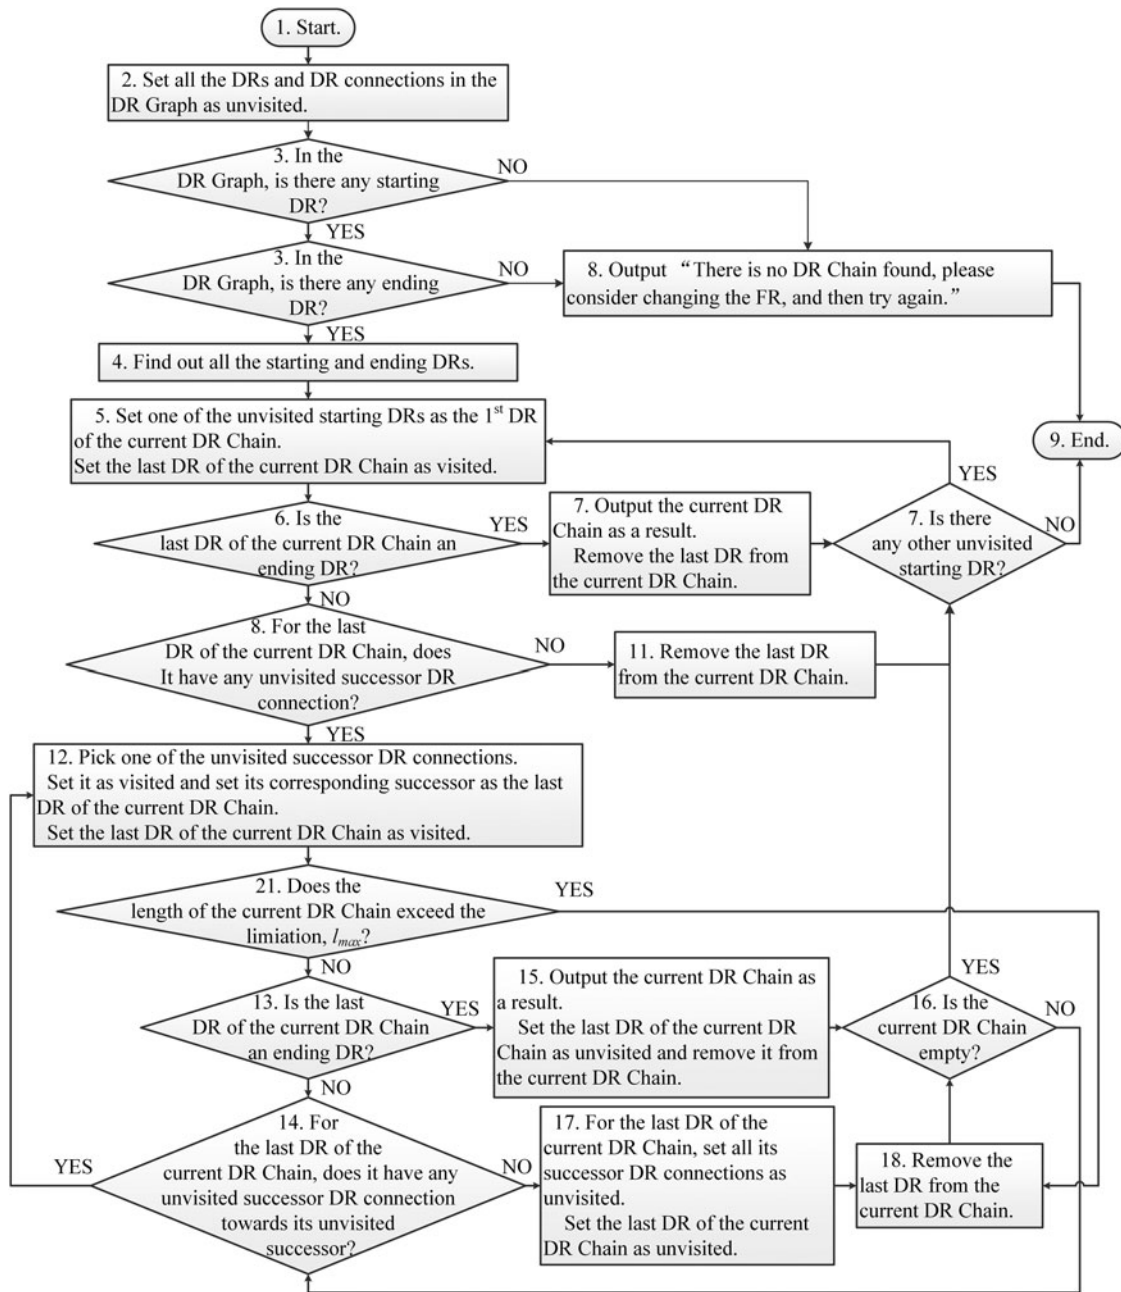 1. Start.
2. Set all the DRs and DR connections in the
DR Graph as unvisited.
3. In the
DR Graph, is there any starting
DR?
NO
YES
3. In the
DR Graph, is there any ending
DR?
NO
YES
8. Output “There is no DR Chain found, please
consider changing the FR, and then try again.”
4. Find out all the starting and ending DRs.
5. Set one of the unvisited starting DRs as the 1st DR
of the current DR Chain.
Set the last DR of the current DR Chain as visited.
9. End.
6. Is the
last DR of the current DR Chain an
ending DR?
YES
NO
7. Output the current DR
Chain as a result.
Remove the last DR from
the current DR Chain.
YES
7. Is there
any other unvisited
starting DR?
NO
8. For the last
DR of the current DR Chain, does
It have any unvisited successor DR
connection?
NO
YES
11. Remove the last DR
from the current DR Chain.
12. Pick one of the unvisited successor DR connections.
Set it as visited and set its corresponding successor as the last
DR of the current DR Chain.
Set the last DR of the current DR Chain as visited.
21. Does the
length of the current DR Chain exceed the
limiation, lmax?
YES
NO
13. Is the last
DR of the current DR Chain
an ending DR?
YES
NO
15. Output the current DR Chain as
a result.
Set the last DR of the current DR
Chain as unvisited and remove it from
the current DR Chain.
YES
16. Is the
current DR Chain
empty?
NO
14. For
the last DR of the
current DR Chain, does it have any
unvisited successor DR connection
towards its unvisited
successor?
YES
NO
17. For the last DR of the
current DR Chain, set all its
successor DR connections as
unvisited.
Set the last DR of the current
DR Chain as unvisited.
18. Remove the
last DR from the
current DR Chain.